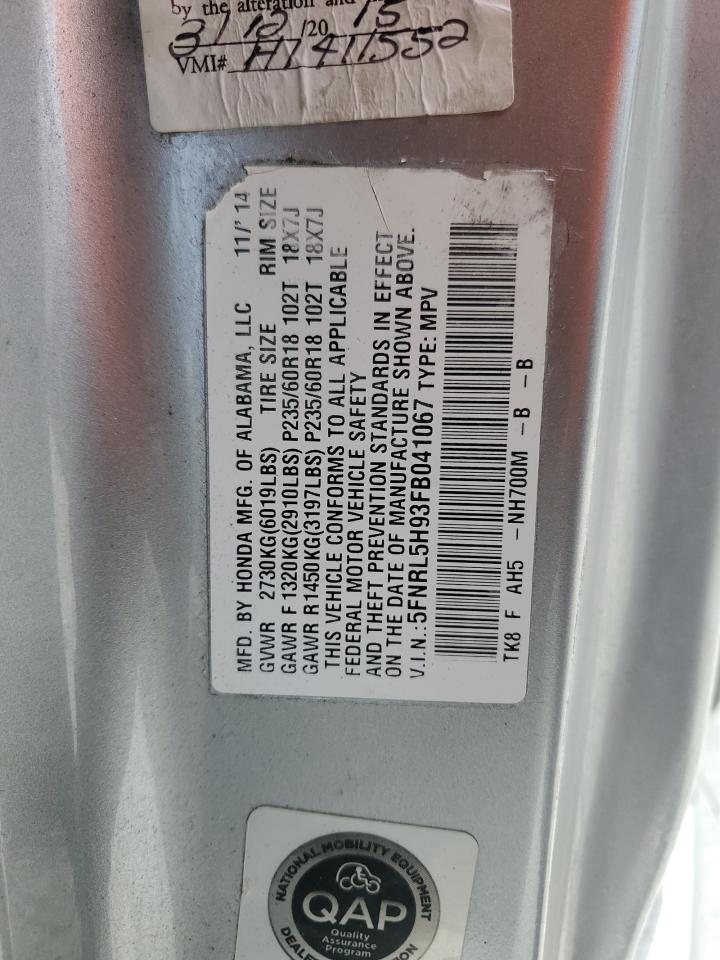 by the alteration and
3/12/20 15
VMI# H1411552
MFD. BY HONDA MFG. OF ALABAMA, LLC 11/'14
GVWR 2730KG(6019LBS) TIRE SIZE RIM SIZE
GAWR F 1320KG(2910LBS) P235/60R18 102T 18X7J
GAWR R1450KG(3197LBS) P235/60R18 102T 18X7J
THIS VEHICLE CONFORMS TO ALL APPLICABLE
FEDERAL MOTOR VEHICLE SAFETY
AND THEFT PREVENTION STANDARDS IN EFFECT
ON THE DATE OF MANUFACTURE SHOWN ABOVE.
V.I.N.:5FNRL5H93FB041067 TYPE: MPV
TK8 F AH5 -NH700M -B -B
NATIONAL MOBILITY EQUIPMENT
QAP
Quality
Assurance
Program